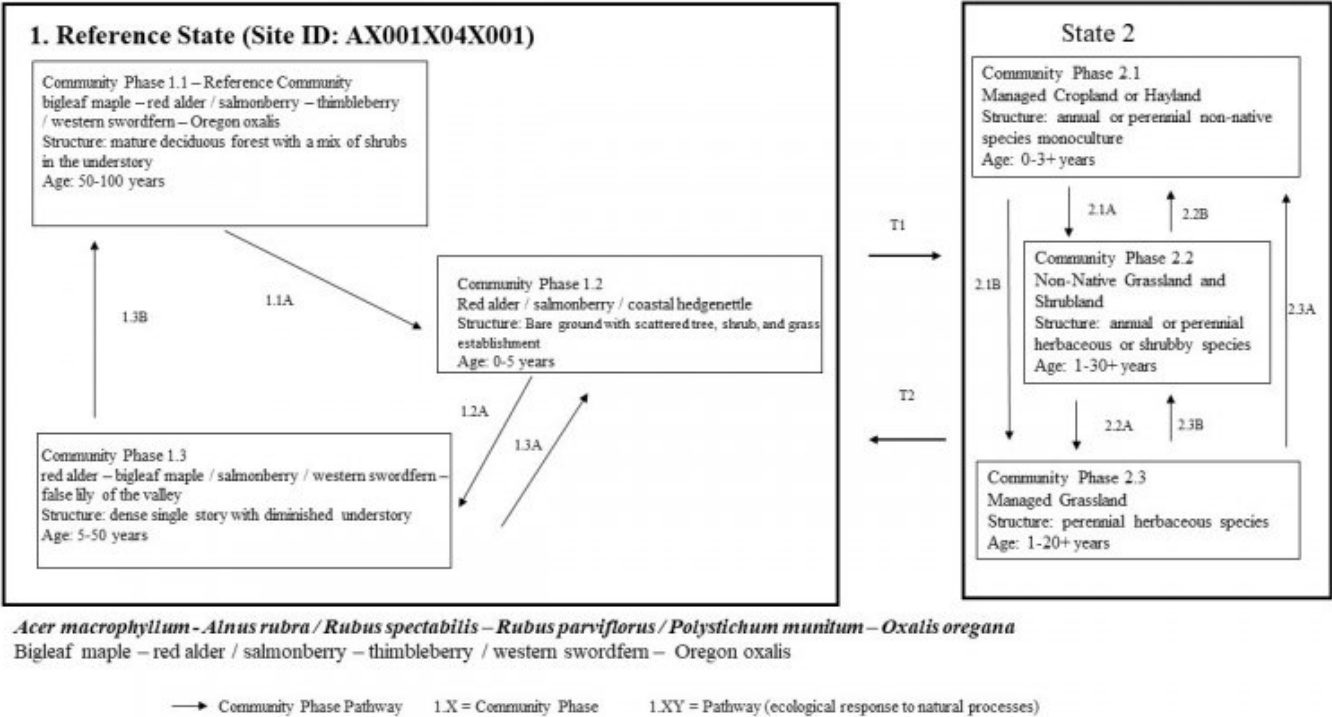 1. Reference State (Site ID: AX001X04X001)
Community Phase 1.1 – Reference Community
bigleaf maple – red alder / salmonberry – thimbleberry
/ western swordfern – Oregon oxalis
Structure: mature deciduous forest with a mix of shrubs
in the understory
Age: 50-100 years
1.1A
1.3B
Community Phase 1.2
Red alder / salmonberry / coastal hedgenettle
Structure: Bare ground with scattered tree, shrub, and grass
establishment
Age: 0-5 years
1.2A
1.3A
Community Phase 1.3
red alder – bigleaf maple / salmonberry / western swordfern –
false lily of the valley
Structure: dense single story with diminished understory
Age: 5-50 years
T1
T2
State 2
Community Phase 2.1
Managed Cropland or Hayland
Structure: annual or perennial non-native
species monoculture
Age: 0-3+ years
2.1A
2.2B
2.1B
Community Phase 2.2
Non-Native Grassland and
Shrubland
Structure: annual or perennial
herbaceous or shrubby species
Age: 1-30+ years
2.3A
2.2A
2.3B
Community Phase 2.3
Managed Grassland
Structure: perennial herbaceous species
Age: 1-20+ years
Acer macrophyllum - Alnus rubra / Rubus spectabilis – Rubus parviflorus / Polystichum munitum – Oxalis oregana
Bigleaf maple – red alder / salmonberry – thimbleberry / western swordfern – Oregon oxalis
Community Phase Pathway 1.X = Community Phase 1.XY = Pathway (ecological response to natural processes)